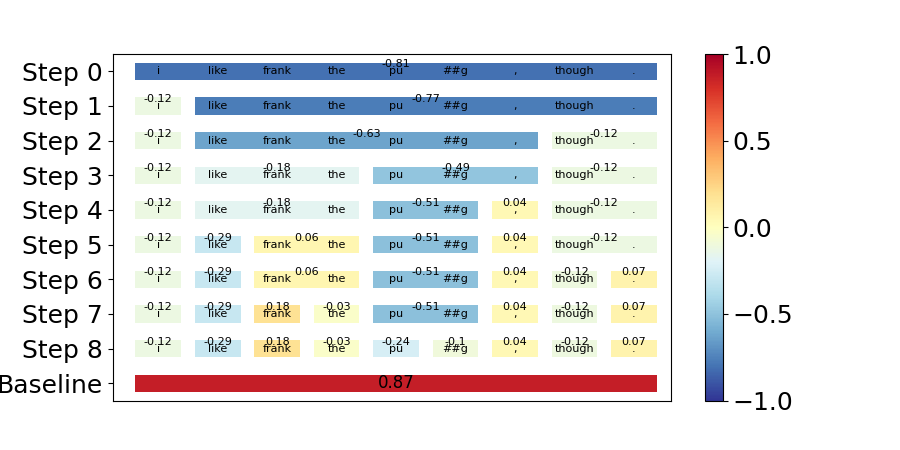 1.0
-0.81
Step 0 i like frank the pu ##g , though .
-0.12 -0.77
Step 1 i like frank the pu ##g , though .
0.5
-0.12 -0.63 -0.12
Step 2 i like frank the pu ##g , though .
-0.12 -0.18 -0.49 -0.12
Step 3 i like frank the pu ##g , though .
-0.12 -0.18 -0.51 0.04 -0.12
Step 4 i like frank the pu ##g , though .
0.0
-0.12 -0.29 0.06 -0.51 0.04 -0.12
Step 5 i like frank the pu ##g , though .
-0.12 -0.29 0.06 -0.51 0.04 -0.12 0.07
Step 6 i like frank the pu ##g , though .
-0.12 -0.29 0.18 -0.03 -0.51 0.04 -0.12 0.07
Step 7 i like frank the pu ##g , though .
−0.5
-0.12 -0.29 0.18 -0.03 -0.24 -0.1 0.04 -0.12 0.07
Step 8 i like frank the pu ##g , though .
Baseline 0.87
−1.0